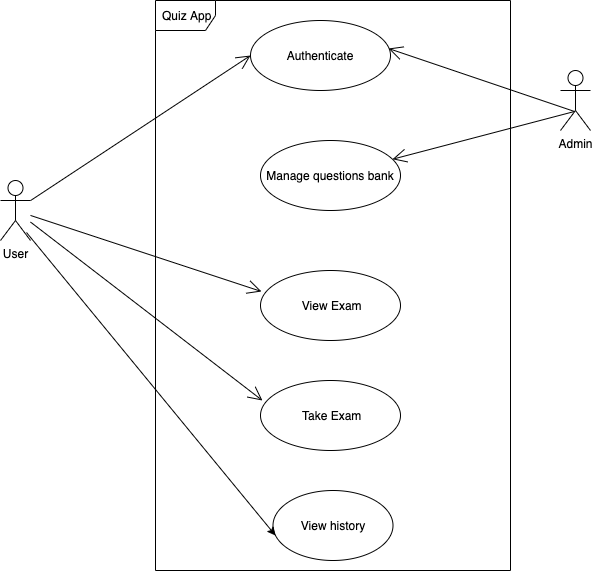 Quiz App
Authenticate
Admin
Manage questions bank
User
View Exam
Take Exam
View history